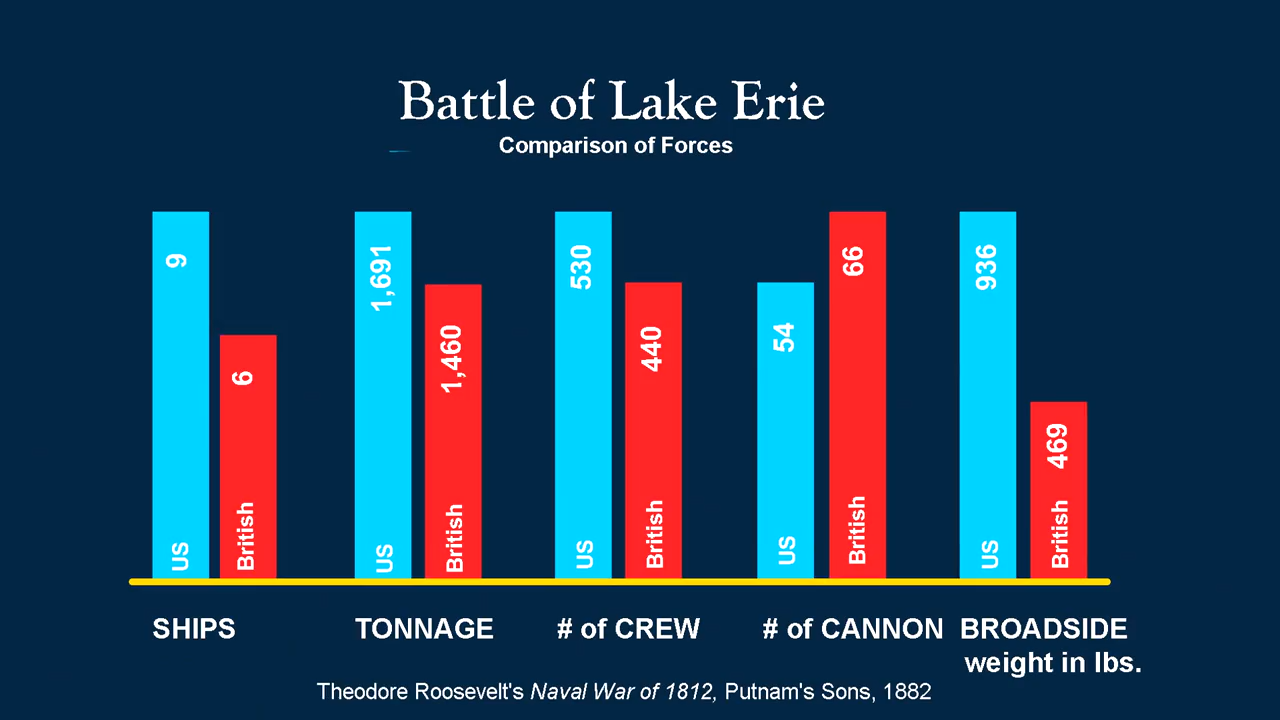 Battle of Lake Erie
Comparison of Forces
9
US
6
British
1,691
US
1,460
British
530
US
440
British
54
US
66
British
936
US
469
British
SHIPS
TONNAGE
# of CREW
# of CANNON
BROADSIDE
weight in lbs.
Theodore Roosevelt's Naval War of 1812, Putnam's Sons, 1882